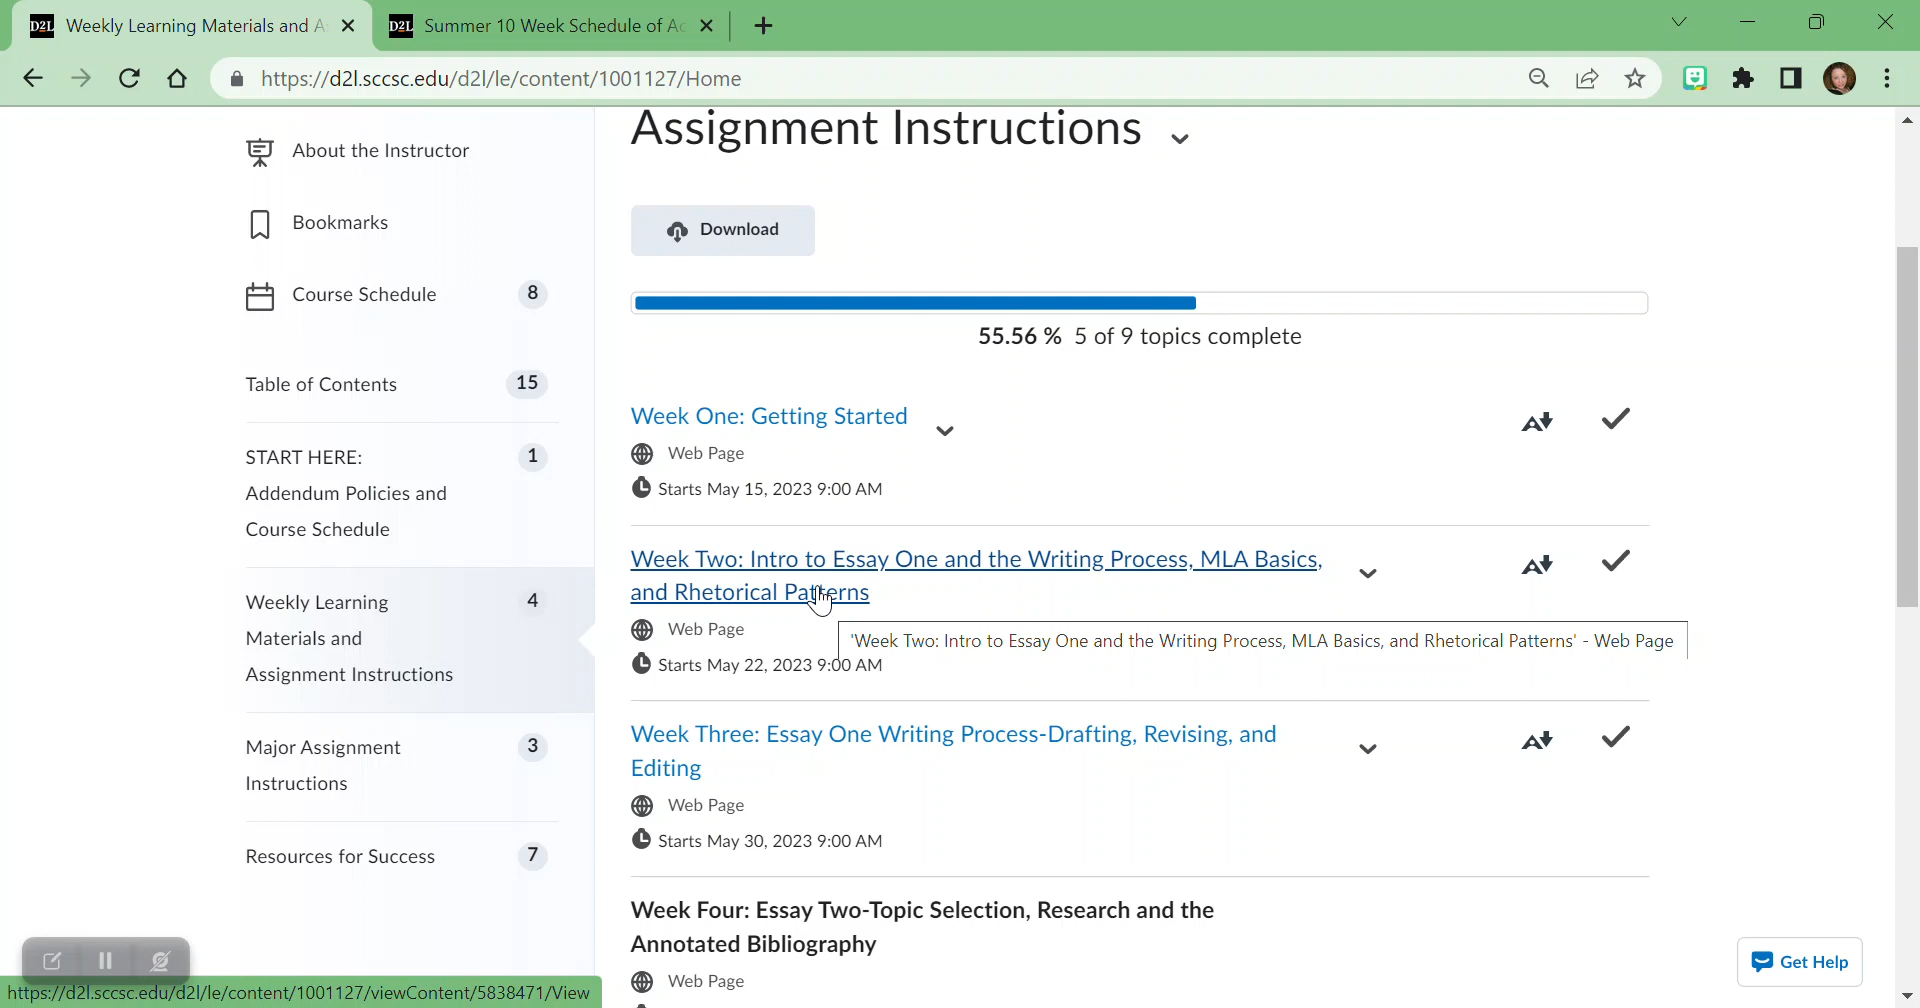 D2L Weekly Learning Materials and A
D2L Summer 10 Week Schedule of Ac
https://d2l.sccsc.edu/d2l/le/content/1001127/Home
About the Instructor
Bookmarks
Course Schedule 8
Table of Contents 15
START HERE: 1
Addendum Policies and
Course Schedule
Weekly Learning 4
Materials and
Assignment Instructions
Major Assignment 3
Instructions
Resources for Success 7
Assignment Instructions
Download
55.56 % 5 of 9 topics complete
Week One: Getting Started
Web Page
Starts May 15, 2023 9:00 AM
Week Two: Intro to Essay One and the Writing Process, MLA Basics,
and Rhetorical Patterns
Web Page
'Week Two: Intro to Essay One and the Writing Process, MLA Basics, and Rhetorical Patterns' - Web Page
Starts May 22, 2023 9:00 AM
Week Three: Essay One Writing Process-Drafting, Revising, and
Editing
Web Page
Starts May 30, 2023 9:00 AM
Week Four: Essay Two-Topic Selection, Research and the
Annotated Bibliography
Web Page
Get Help
https://d2l.sccsc.edu/d2l/le/content/1001127/viewContent/5838471/View